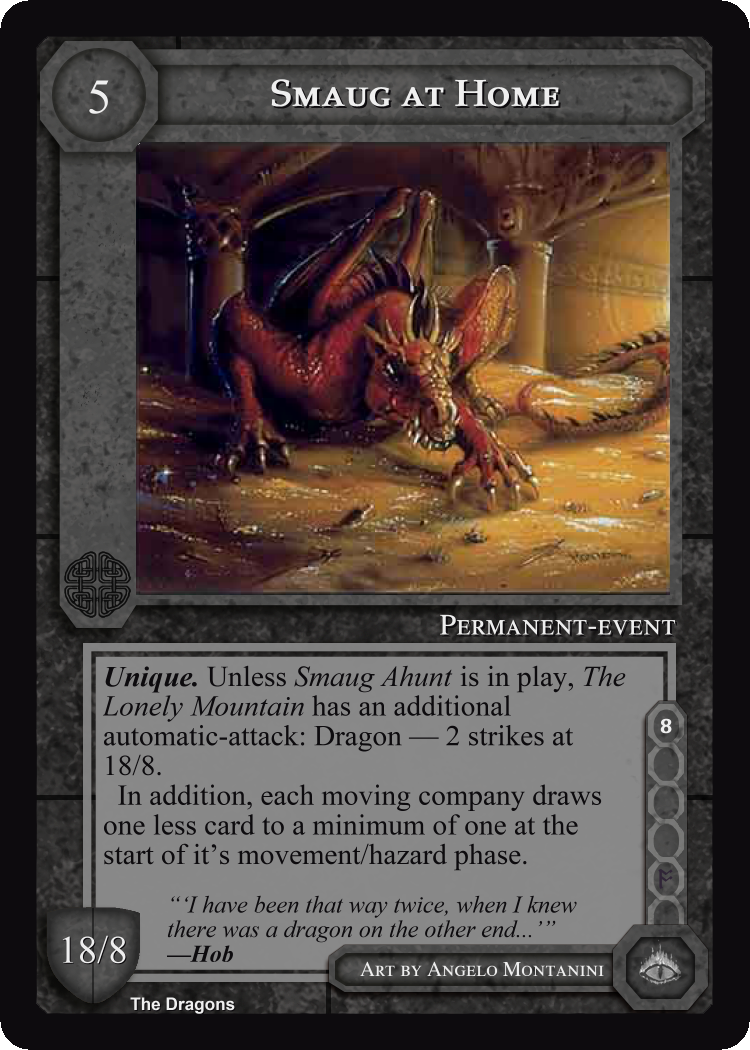 5
SMAUG AT HOME
PERMANENT-EVENT
Unique. Unless Smaug Ahunt is in play, The
Lonely Mountain has an additional
automatic-attack: Dragon — 2 strikes at
18/8.
In addition, each moving company draws
one less card to a minimum of one at the
start of it's movement/hazard phase.
8
“‘I have been that way twice, when I knew
there was a dragon on the other end...’”
—Hob
18/8
ART BY ANGELO MONTANINI
The Dragons